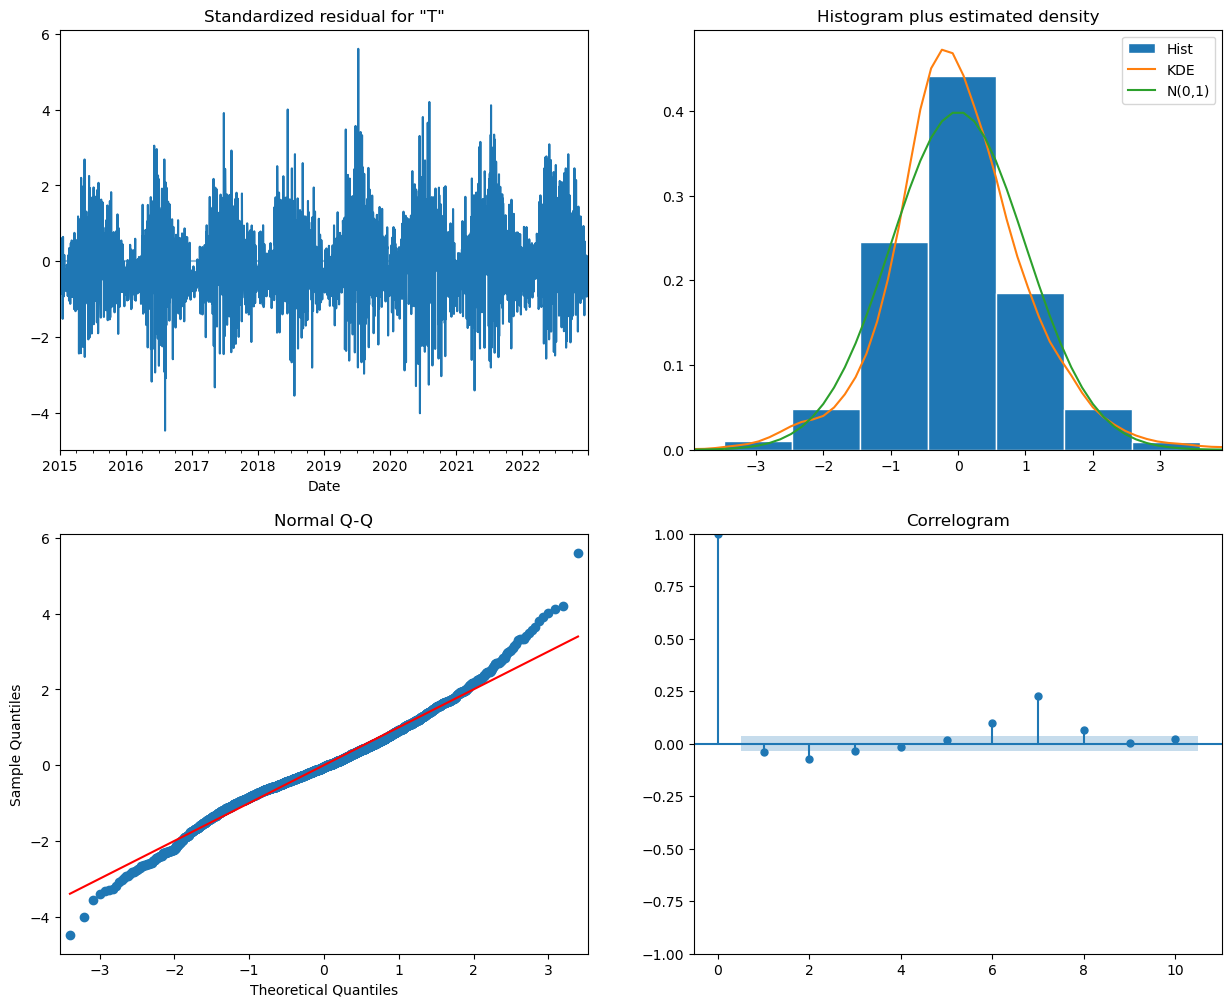 Standardized residual for "T"
6
4
2
0
−2
−4
2015 2016 2017 2018 2019 2020 2021 2022
Date
Histogram plus estimated density
Hist
KDE
N(0,1)
0.4
0.3
0.2
0.1
0.0
−3 −2 −1 0 1 2 3
Normal Q-Q
Sample Quantiles
6
4
2
0
−2
−4
−3 −2 −1 0 1 2 3
Theoretical Quantiles
Correlogram
1.00
0.75
0.50
0.25
0.00
−0.25
−0.50
−0.75
−1.00
0 2 4 6 8 10